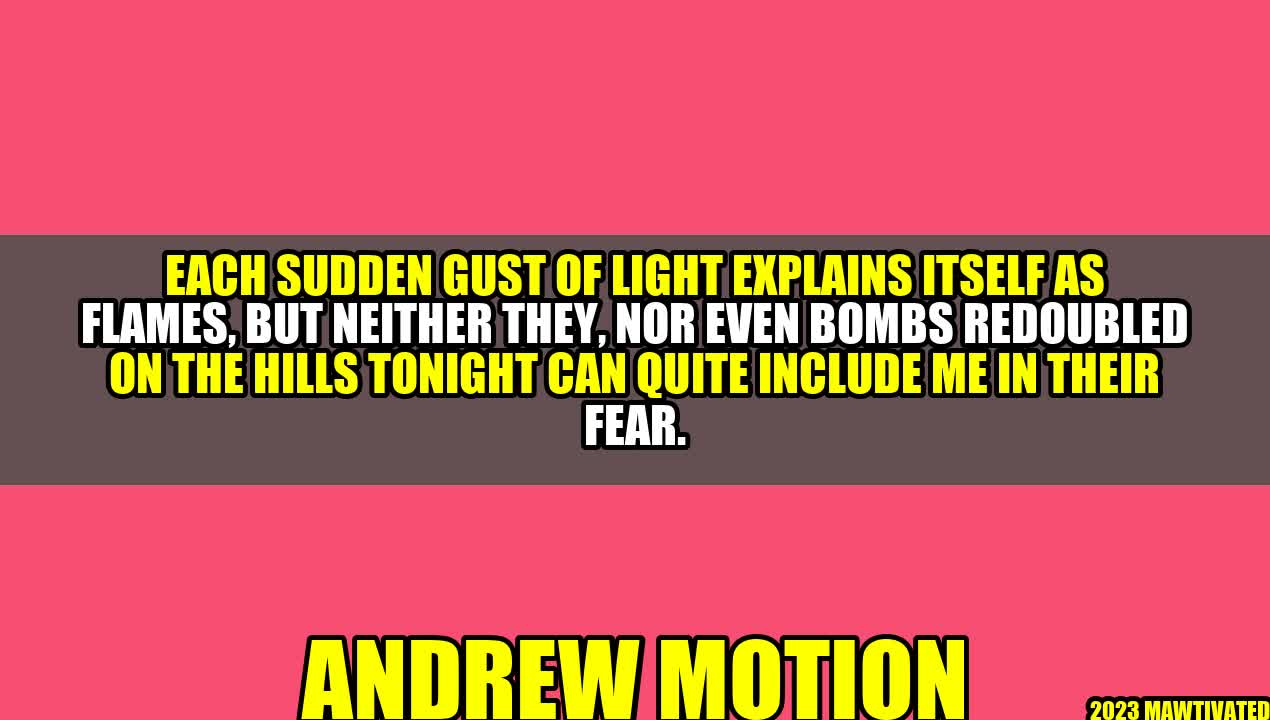 EACH SUDDEN GUST OF LIGHT EXPLAINS ITSELF AS
FLAMES, BUT NEITHER THEY, NOR EVEN BOMBS REDOUBLED
ON THE HILLS TONIGHT CAN QUITE INCLUDE ME IN THEIR
FEAR.
ANDREW MOTION
2023 MAWTIVATED